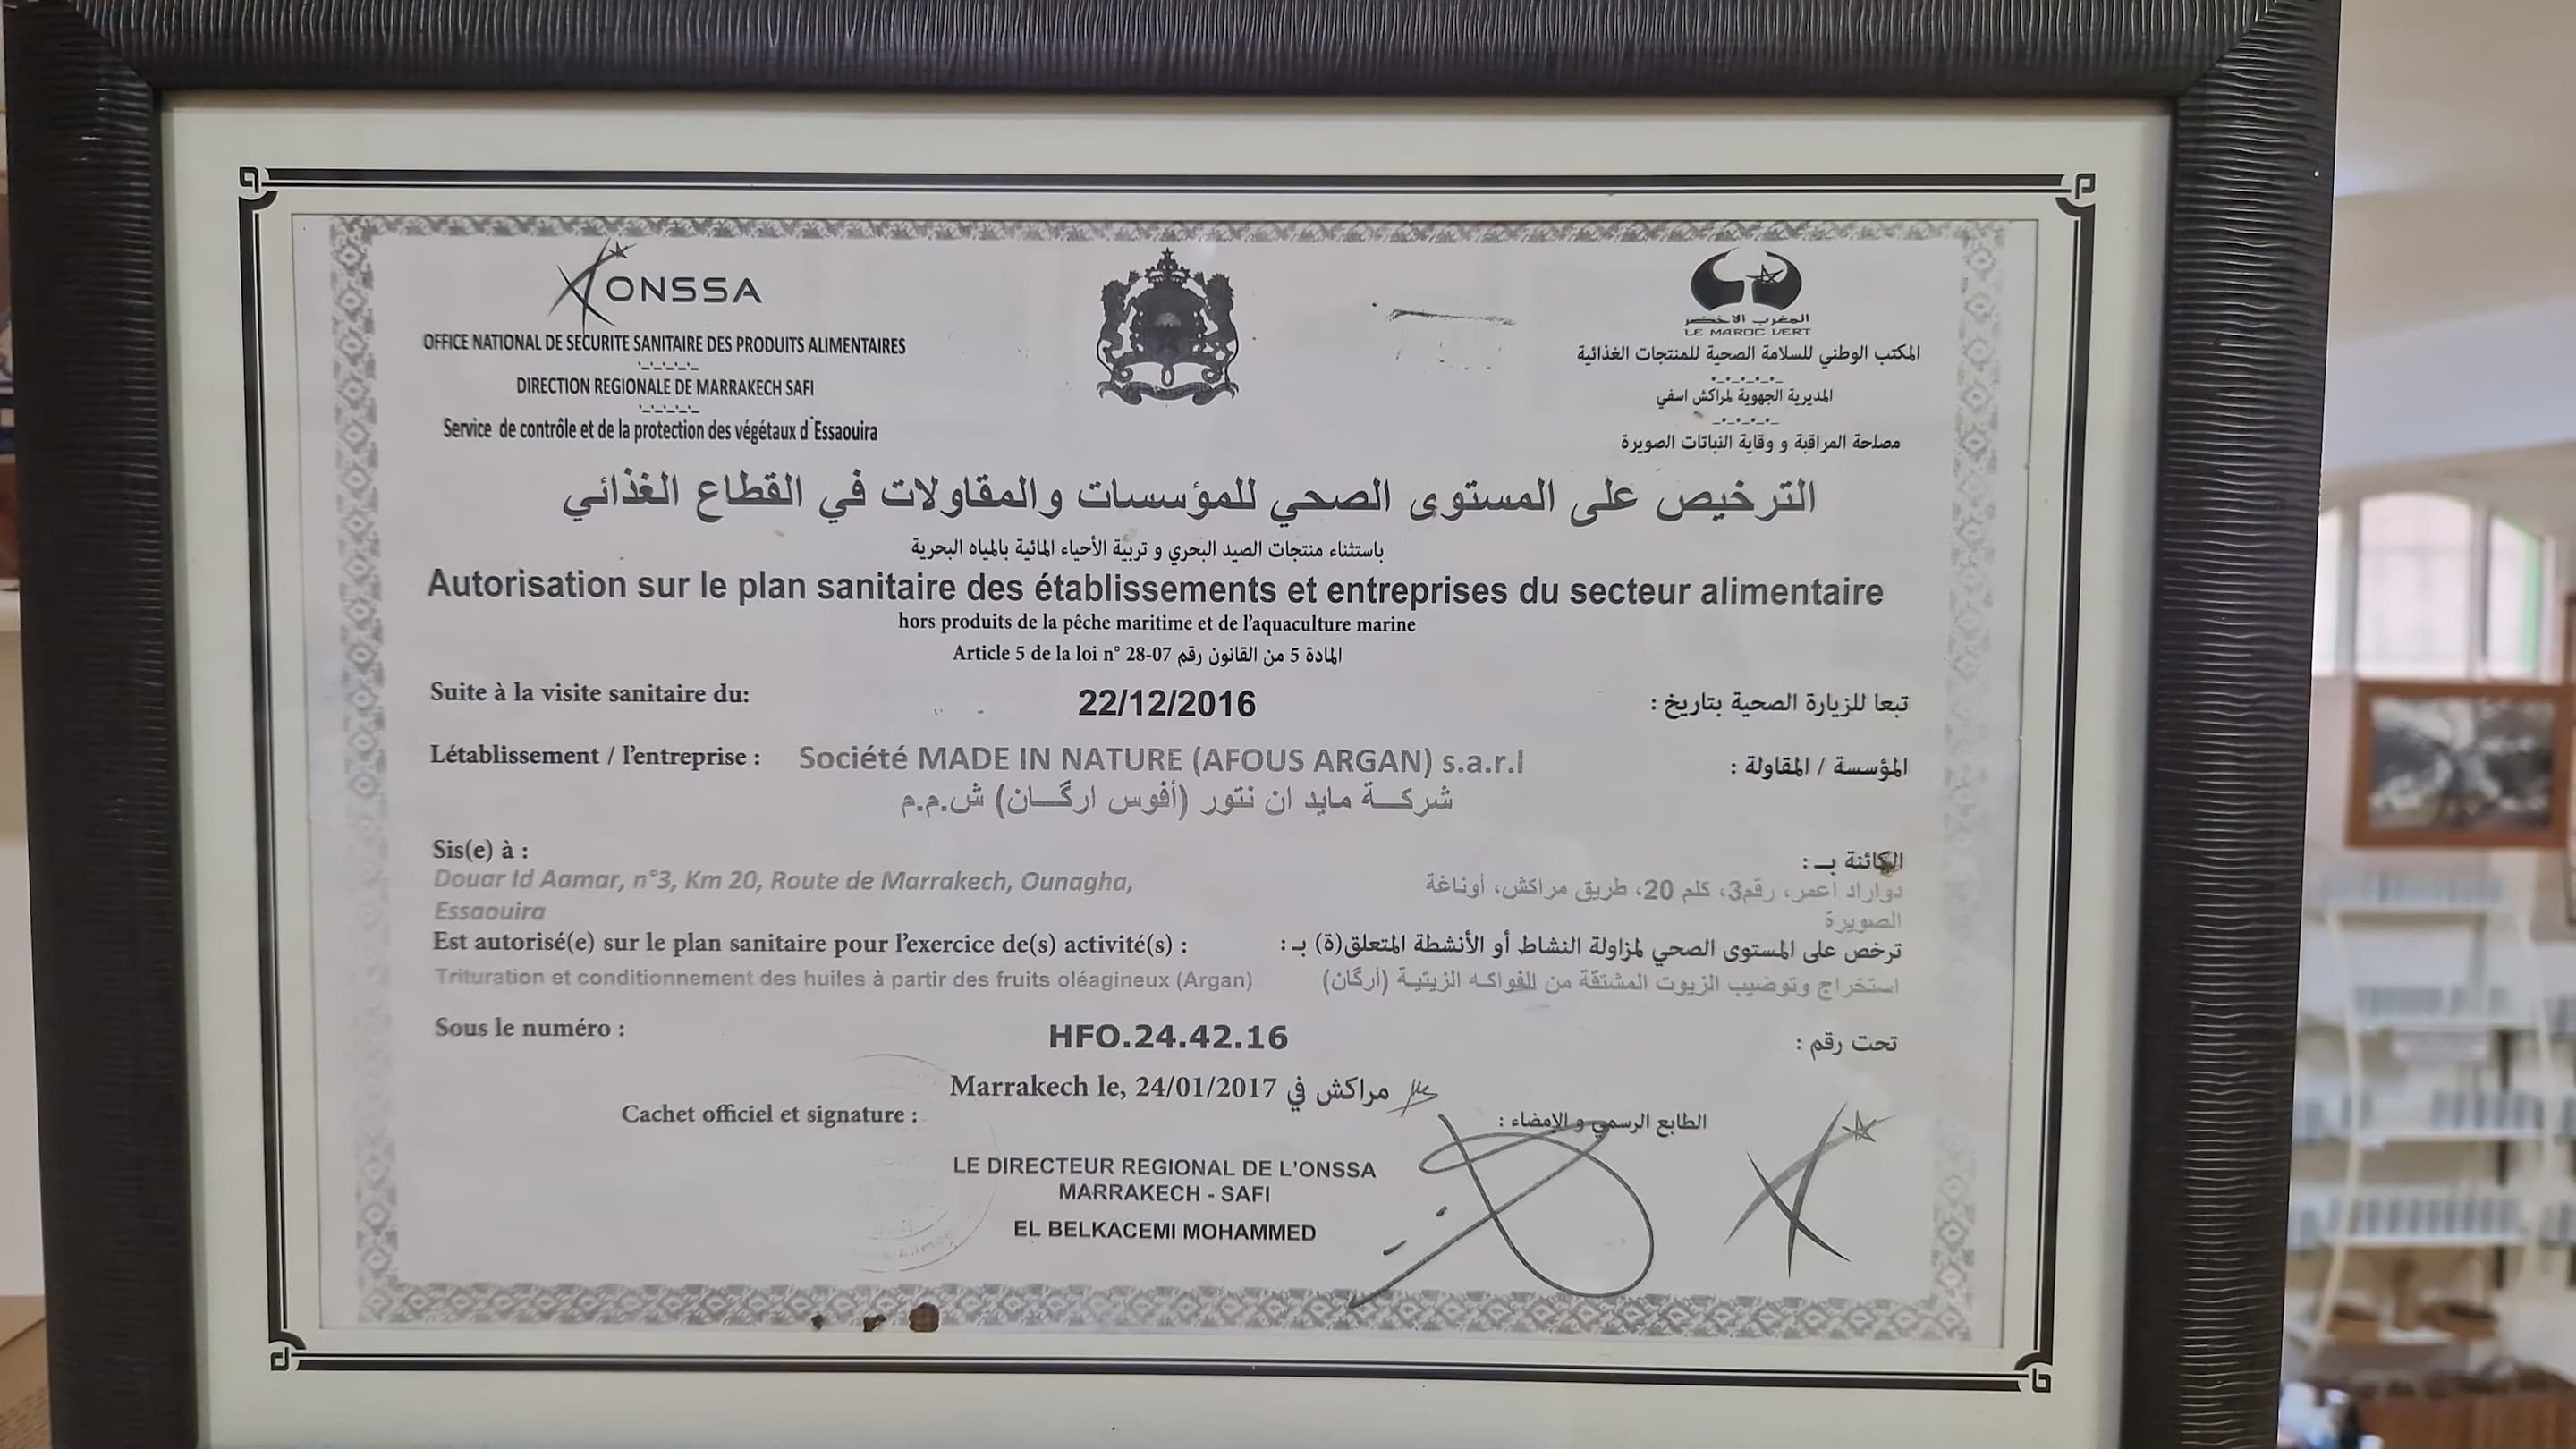 ONSSA
OFFICE NATIONAL DE SECURITE SANITAIRE DES PRODUITS ALIMENTAIRES
DIRECTION REGIONALE DE MARRAKECH SAFI
Service de contrôle et de la protection des végétaux d'Essaouira
المغرب الاخضر
LE MAROC VERT
المكتب الوطني للسلامة الصحية للمنتجات الغذائية
المديرية الجهوية لمراكش اسفي
مصلحة المراقبة و وقاية النباتات الصويرة
الترخيص على المستوى الصحي للمؤسسات والمقاولات في القطاع الغذائي
باستثناء منتجات الصيد البحري و تربية الأحياء المائية بالمياه البحرية
Autorisation sur le plan sanitaire des établissements et entreprises du secteur alimentaire
hors produits de la pêche maritime et de l'aquaculture marine
Article 5 de la loi n° 28-07 المادة 5 من القانون رقم
Suite à la visite sanitaire du: 22/12/2016 تبعا للزيارة الصحية بتاريخ :
Létablissement / l'entreprise : Société MADE IN NATURE (AFOUS ARGAN) s.a.r.l المؤسسة / المقاولة :
شركـــة مايد ان نتور (أفوس ارگـــان) ش.م.م
Sis(e) à : الكائنة بـ :
Douar Id Aamar, n°3, Km 20, Route de Marrakech, Ounagha, دواراد اعمر، رقم3، كلم 20، طريق مراكش، أوناغة
Essaouira الصويرة
Est autorisé(e) sur le plan sanitaire pour l'exercice de(s) activité(s) : ترخص على المستوى الصحي لمزاولة النشاط أو الأنشطة المتعلق(ة) بـ :
Trituration et conditionnement des huiles à partir des fruits oléagineux (Argan) استخراج وتوضيب الزيوت المشتقة من الفواكه الزيتية (أرگان)
Sous le numéro : HFO.24.42.16 تحت رقم :
Marrakech le, 24/01/2017 مراكش في
Cachet officiel et signature : الطابع الرسمي و الامضاء :
LE DIRECTEUR REGIONAL DE L'ONSSA
MARRAKECH - SAFI
EL BELKACEMI MOHAMMED